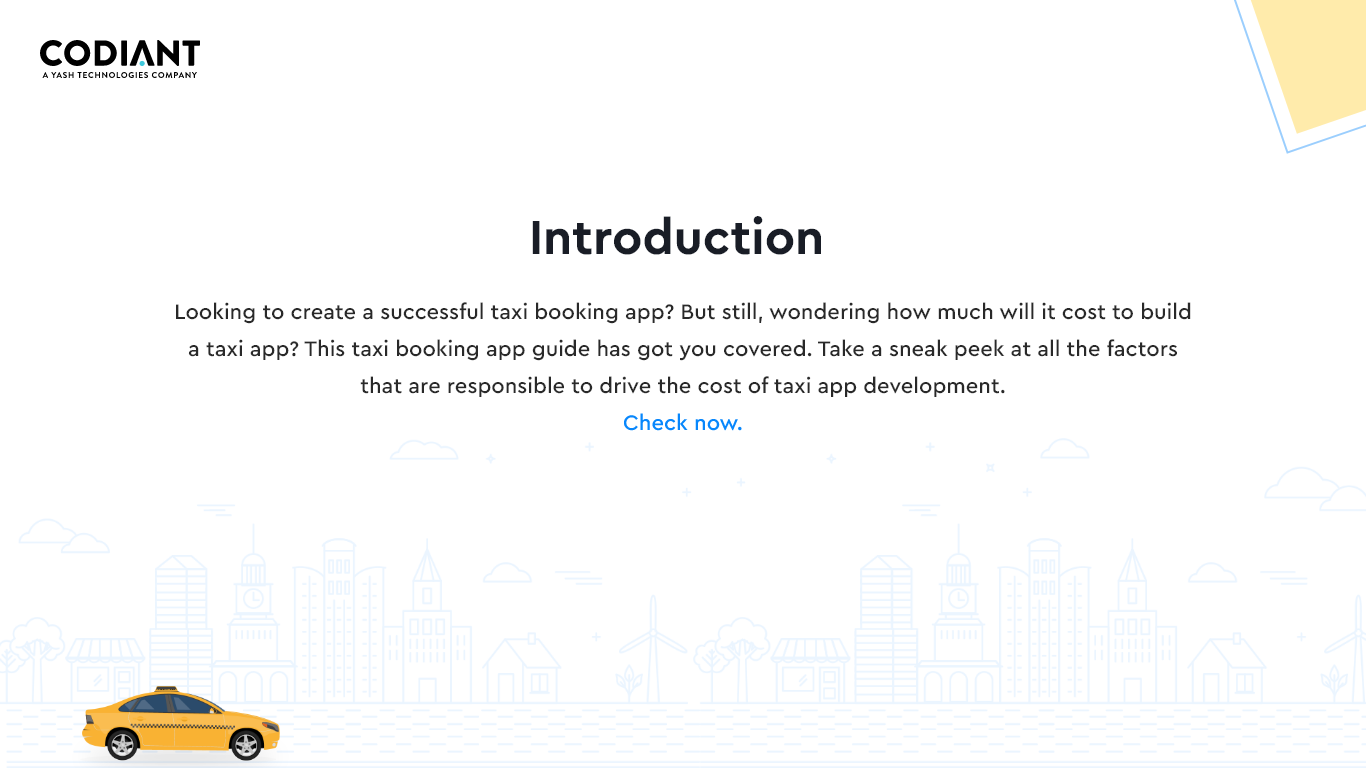 CODIANT
A YASH TECHNOLOGIES COMPANY
Introduction
Looking to create a successful taxi booking app? But still, wondering how much will it cost to build
a taxi app? This taxi booking app guide has got you covered. Take a sneak peek at all the factors
that are responsible to drive the cost of taxi app development.
Check now.